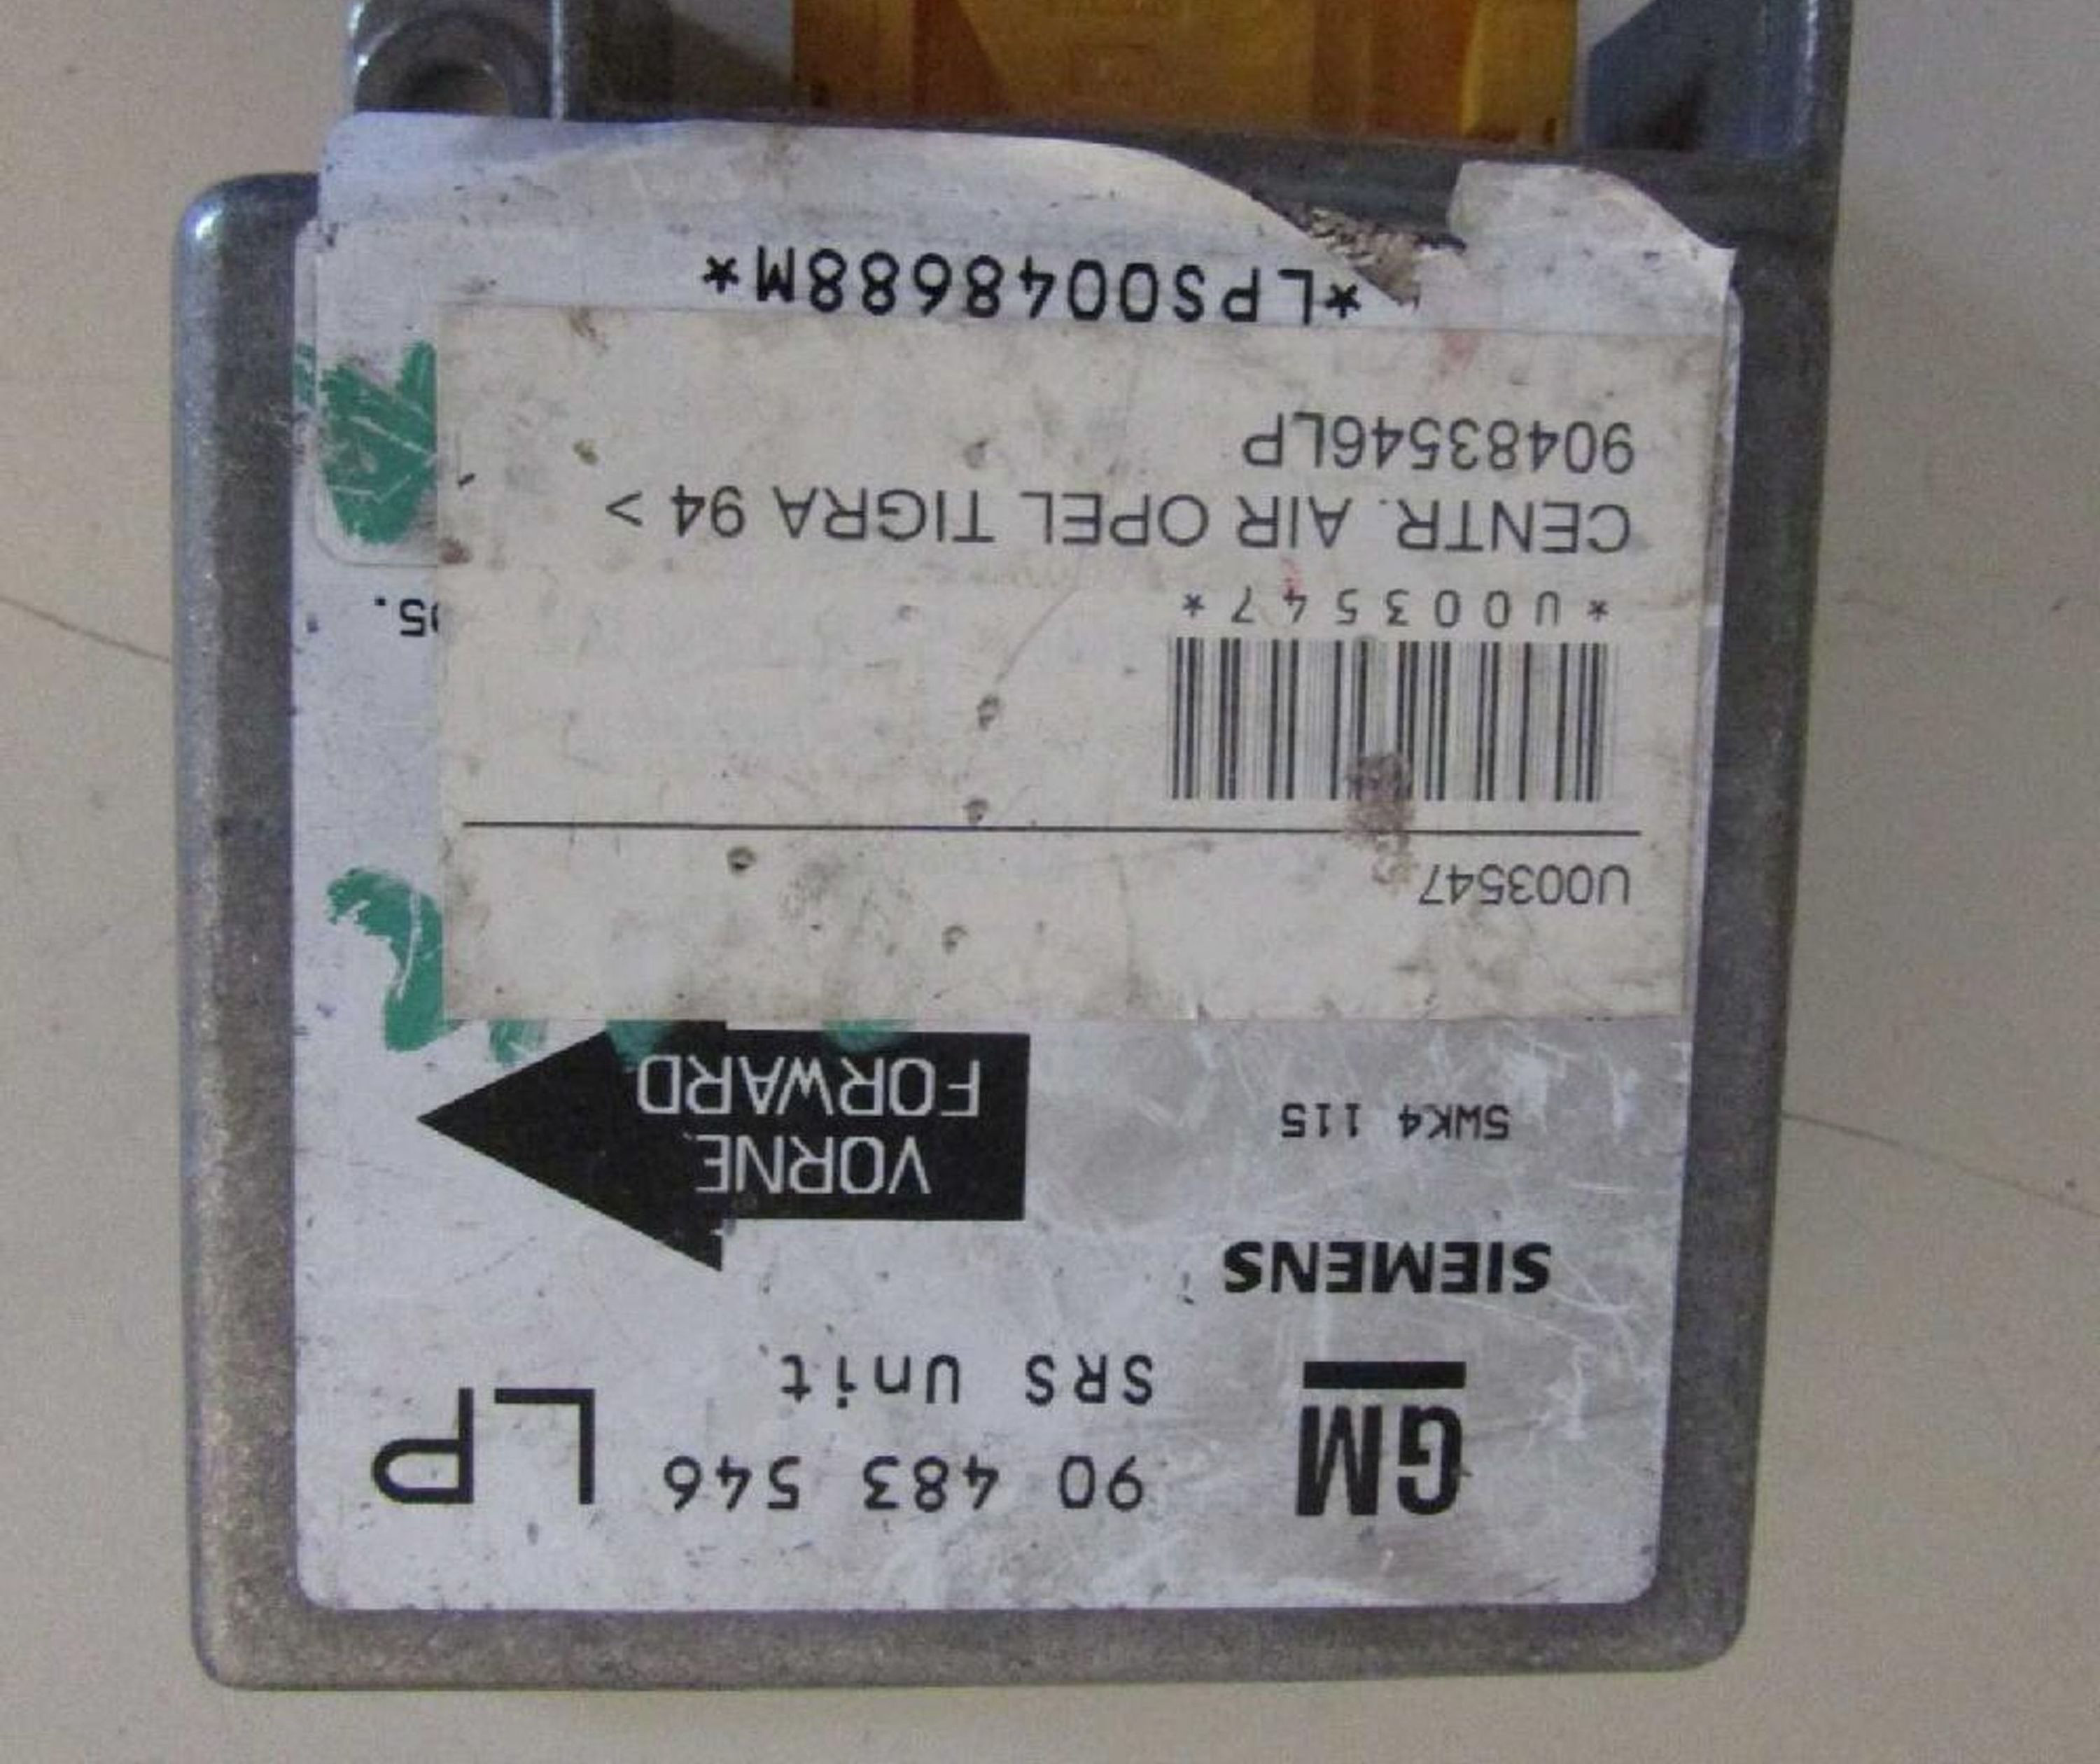 GM 90 483 546 LP
SRS Unit
SIEMENS
5WK4 115
VORNE
FORWARD
U003547
*U003547*
CENTR. AIR OPEL TIGRA 94 >
90483546LP
*LPS0048688M*